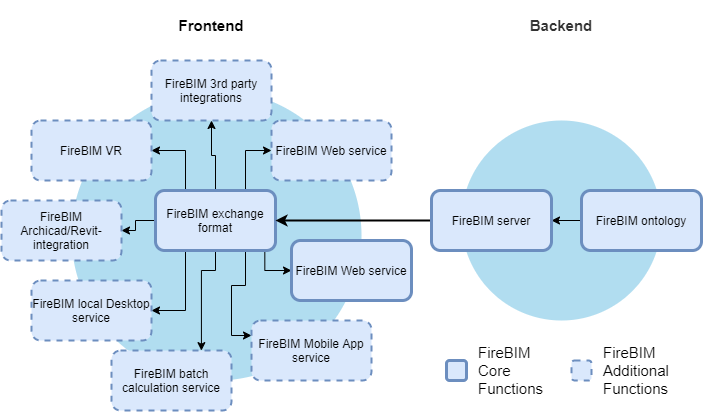 Frontend
Backend
FireBIM 3rd party
integrations
FireBIM VR
FireBIM Web service
FireBIM
Archicad/Revit-
integration
FireBIM exchange
format
FireBIM server
FireBIM ontology
FireBIM Web service
FireBIM local Desktop
service
FireBIM Mobile App
service
FireBIM batch
calculation service
FireBIM
Core
Functions
FireBIM
Additional
Functions